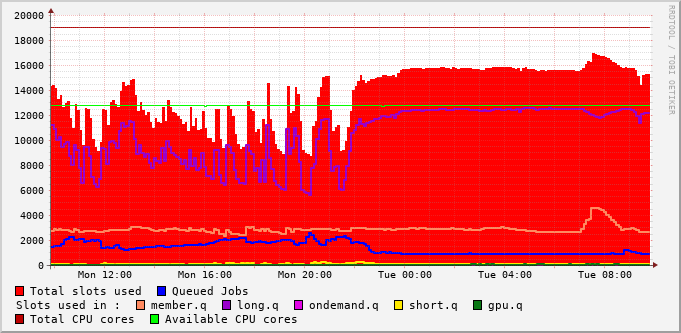 20000
18000
16000
14000
12000
10000
8000
6000
4000
2000
0
Mon 12:00 Mon 16:00 Mon 20:00 Tue 00:00 Tue 04:00 Tue 08:00
RRDTOOL / TOBI OETIKER
Total slots used Queued Jobs
Slots used in : member.q long.q ondemand.q short.q gpu.q
Total CPU cores Available CPU cores